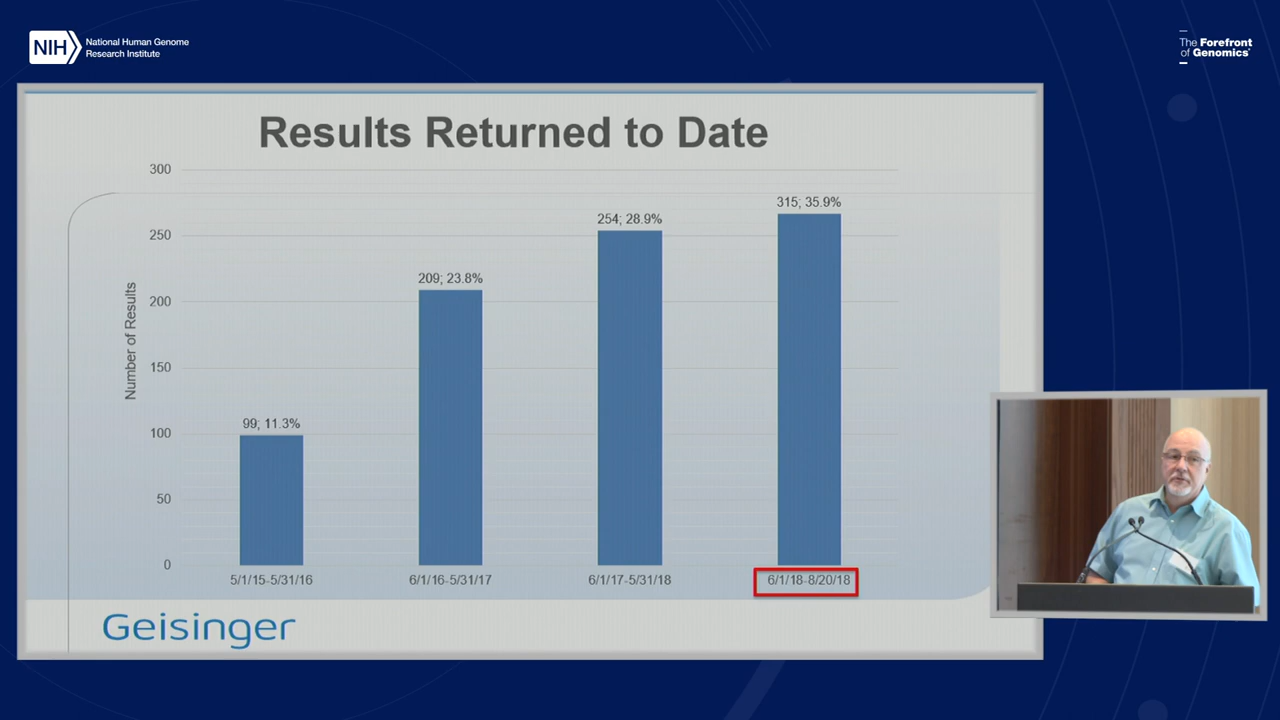 NIH
National Human Genome
Research Institute
The Forefront
of Genomics®
Results Returned to Date
300
250
200
150
100
50
0
Number of Results
99; 11.3%
209; 23.8%
254; 28.9%
315; 35.9%
5/1/15-5/31/16
6/1/16-5/31/17
6/1/17-5/31/18
6/1/18-8/20/18
Geisinger